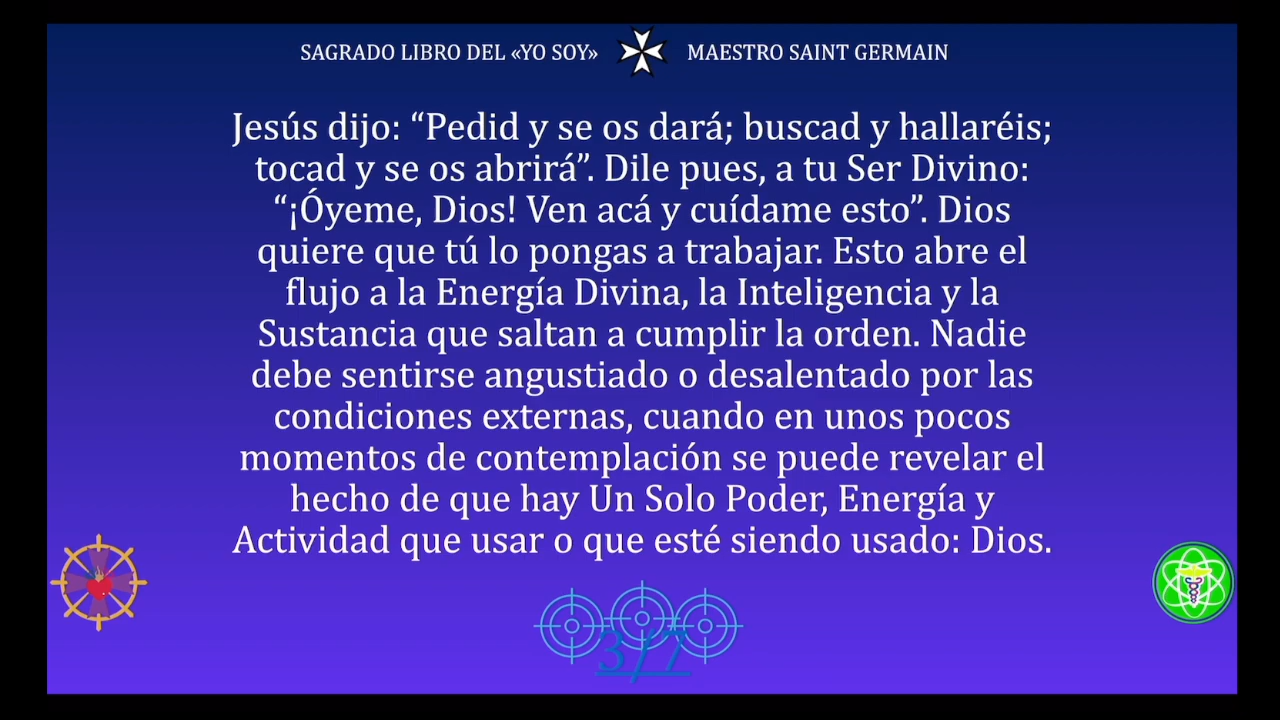 SAGRADO LIBRO DEL «YO SOY» MAESTRO SAINT GERMAIN
Jesús dijo: “Pedid y se os dará; buscad y hallaréis;
tocad y se os abrirá”. Dile pues, a tu Ser Divino:
“¡Óyeme, Dios! Ven acá y cuídame esto”. Dios
quiere que tú lo pongas a trabajar. Esto abre el
flujo a la Energía Divina, la Inteligencia y la
Sustancia que saltan a cumplir la orden. Nadie
debe sentirse angustiado o desalentado por las
condiciones externas, cuando en unos pocos
momentos de contemplación se puede revelar el
hecho de que hay Un Solo Poder, Energía y
Actividad que usar o que esté siendo usado: Dios.
3/7